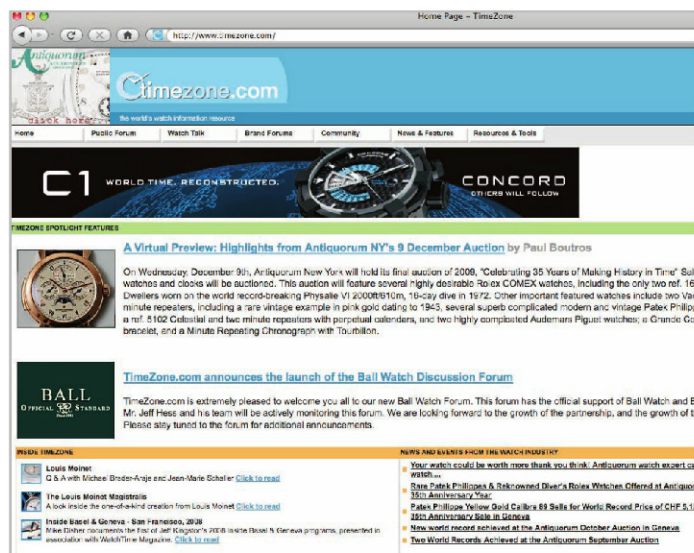 Home Page - TimeZone
http://www.timezone.com/
Antiquorum
click here
timezone.com
the world's watch information resource
Home Public Forum Watch Talk Brand Forums Community News & Features Resources & Tools
C1 WORLD TIME, RECONSTRUCTED. CONCORD
OTHERS WILL FOLLOW
TIMEZONE SPOTLIGHT FEATURES
A Virtual Preview: Highlights from Antiquorum NY's 9 December Auction by Paul Boutros
On Wednesday, December 9th, Antiquorum New York will hold its final auction of 2009, "Celebrating 35 Years of Making History in Time"
watches and clocks will be auctioned. This auction will feature several highly desirable Rolex COMEX watches, including the only two ref.
Dwellers worn on the world record-breaking Physalie VI 2000ft/610m, 16-day dive in 1972. Other important featured watches include two
minute repeaters, including a rare vintage example in pink gold dating to 1943, several superb complicated modern and vintage Patek
a ref. 5102 Celestial and two minute repeaters with perpetual calendars, and two highly complicated Audemars Piguet watches; a Grande
bracelet, and a Minute Repeating Chronograph with Tourbillon.
BALL
OFFICIAL STANDARD
TimeZone.com announces the launch of the Ball Watch Discussion Forum
TimeZone.com is extremely pleased to welcome you all to our new Ball Watch Forum. This forum has the official support of Ball Watch and
Mr. Jeff Hess and his team will be actively monitoring this forum. We are looking forward to the growth of the partnership, and the growth of
Please stay tuned to the forum for additional announcements.
INSIDE TIMEZONE NEWS AND EVENTS FROM THE WATCH INDUSTRY
Louis Moinet
Q & A with Michael Brader-Araje and Jean-Marie Schaller Click to read
The Louis Moinet Magistralis
A look inside the one-of-a-kind creation from Louis Moinet Click to read
Inside Basel & Geneva - San Francisco, 2008
Mike Disher documents the first of Jeff Kingston's 2008 Inside Basel & Geneva programs, presented in
association with WatchTime Magazine. Click to read
Your watch could be worth more thank you think! Antiquorum watch expert
watch....
Rare Patek Philippes & Reknowned Diver's Rolex Watches Offered at
35th Anniversary Year
Patek Philippe Yellow Gold Calibre 89 Sells for World Record Price of CHF
35th Anniversary Sale in Geneva
New world record achieved at the Antiquorum October Auction in Geneva
Two World Records Achieved at the Antiquorum September Auction